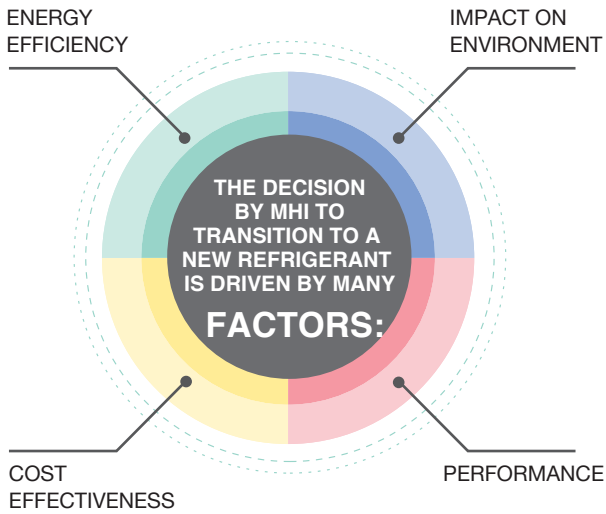 ENERGY
EFFICIENCY
IMPACT ON
ENVIRONMENT
THE DECISION
BY MHI TO
TRANSITION TO A
NEW REFRIGERANT
IS DRIVEN BY MANY
FACTORS:
COST
EFFECTIVENESS
PERFORMANCE